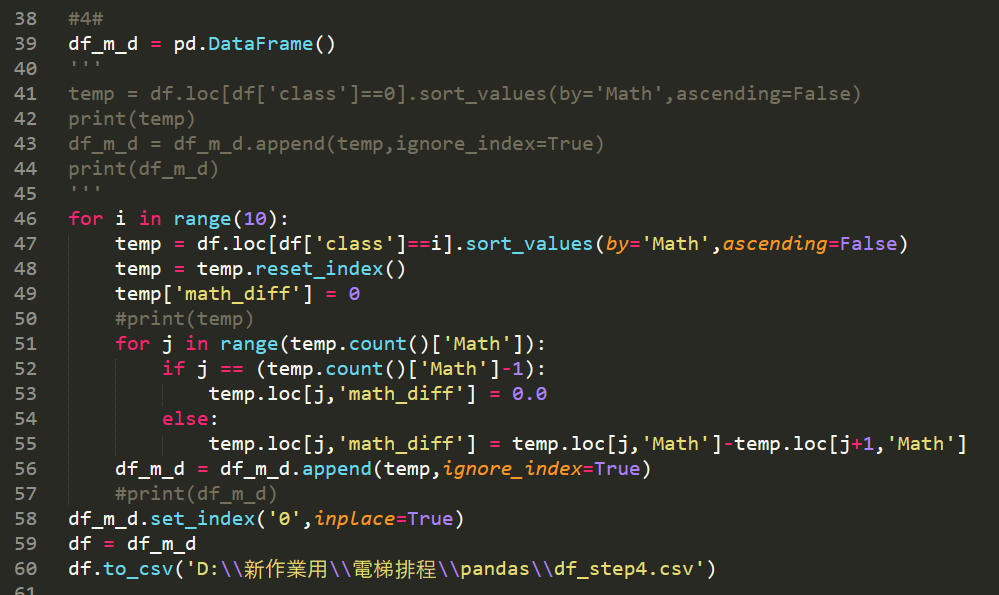 38 #4#
39 df_m_d = pd.DataFrame()
40 '''
41 temp = df.loc[df['class']==0].sort_values(by='Math',ascending=False)
42 print(temp)
43 df_m_d = df_m_d.append(temp,ignore_index=True)
44 print(df_m_d)
45 '''
46 for i in range(10):
47     temp = df.loc[df['class']==i].sort_values(by='Math',ascending=False)
48     temp = temp.reset_index()
49     temp['math_diff'] = 0
50     #print(temp)
51     for j in range(temp.count()['Math']):
52         if j == (temp.count()['Math']-1):
53             temp.loc[j,'math_diff'] = 0.0
54         else:
55             temp.loc[j,'math_diff'] = temp.loc[j,'Math']-temp.loc[j+1,'Math']
56     df_m_d = df_m_d.append(temp,ignore_index=True)
57     #print(df_m_d)
58 df_m_d.set_index('0',inplace=True)
59 df = df_m_d
60 df.to_csv('D:\\新作業用\\電梯排程\\pandas\\df_step4.csv')
61